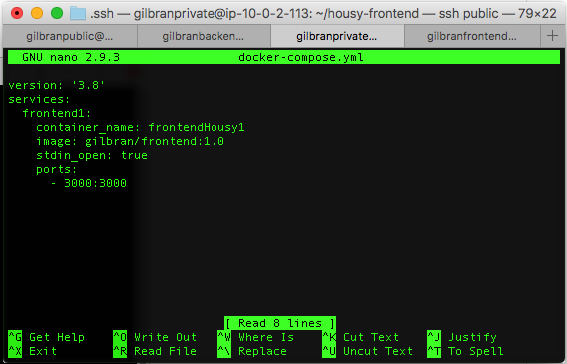 .ssh — gilbranprivate@ip-10-0-2-113: ~/housy-frontend — ssh public — 79×22
gilbranpublic@... gilbranbacken... gilbranprivate... gilbranfrontend... +
GNU nano 2.9.3 docker-compose.yml
version: '3.8'
services:
  frontend1:
    container_name: frontendHousy1
    image: gilbran/frontend:1.0
    stdin_open: true
    ports:
      - 3000:3000
[ Read 8 lines ]
^G Get Help ^O Write Out ^W Where Is ^K Cut Text ^J Justify
^X Exit ^R Read File ^\ Replace ^U Uncut Text ^T To Spell